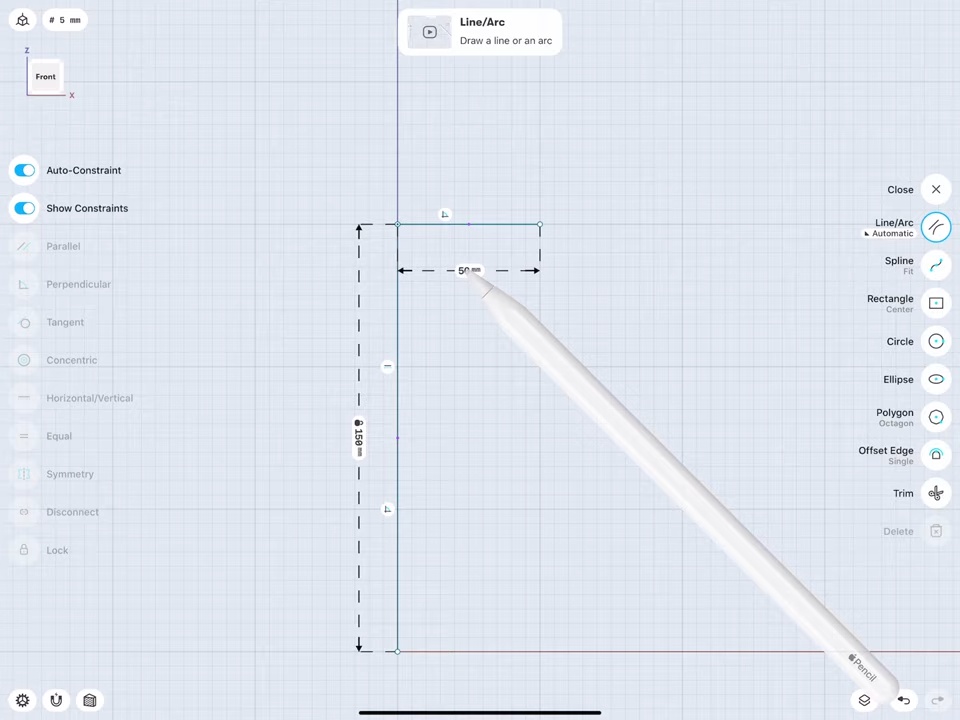 # 5 mm
Line/Arc
Draw a line or an arc
Z
Front
X
Auto-Constraint
Show Constraints
Parallel
Perpendicular
Tangent
Concentric
Horizontal/Vertical
Equal
Symmetry
Disconnect
Lock
50 mm
150 mm
Close
Line/Arc
Automatic
Spline
Fit
Rectangle
Center
Circle
Ellipse
Polygon
Octagon
Offset Edge
Single
Trim
Delete
Pencil